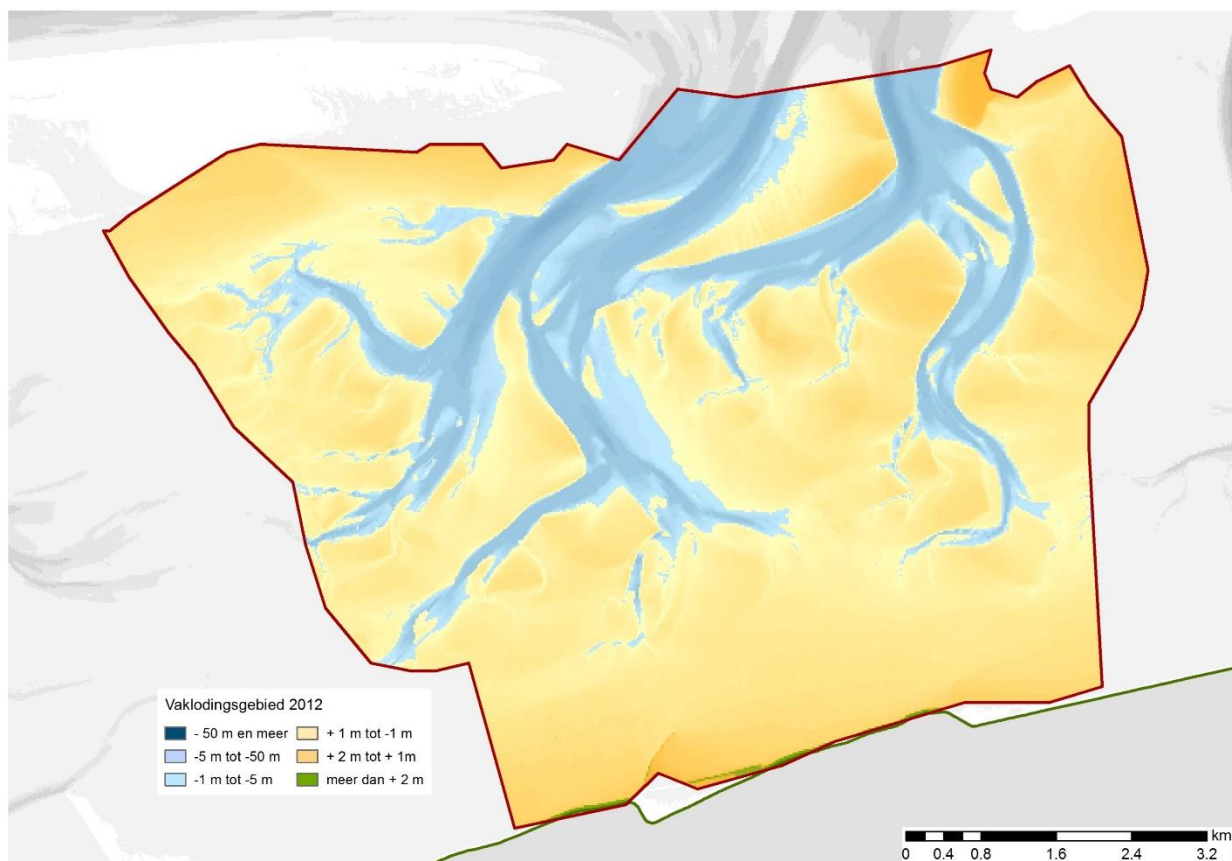 Vaklodingsgebied 2012
- 50 m en meer
+ 1 m tot -1 m
-5 m tot -50 m
+ 2 m tot + 1m
-1 m tot -5 m
meer dan + 2 m
km
0 0.4 0.8 1.6 2.4 3.2